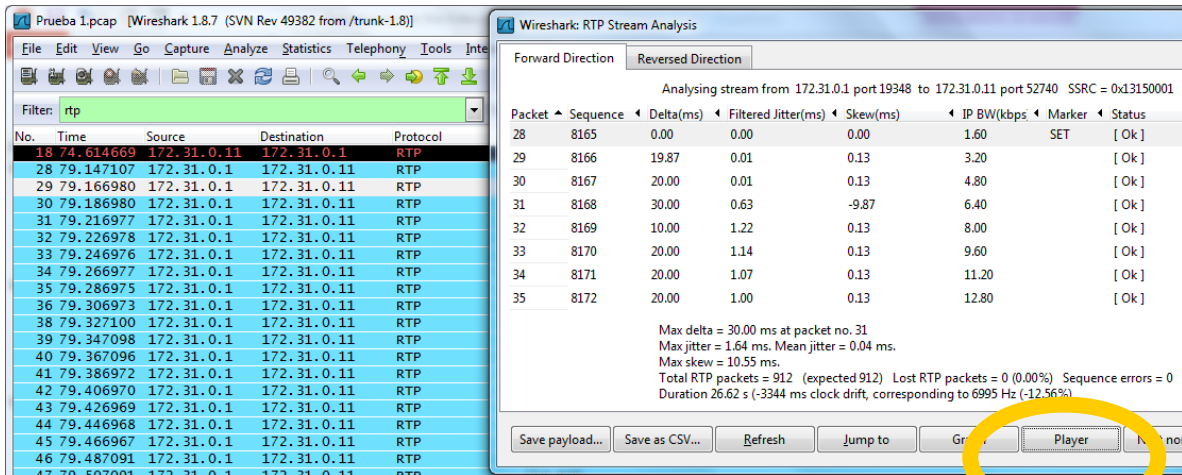 Prueba 1.pcap [Wireshark 1.8.7 (SVN Rev 49382 from /trunk-1.8)]
File Edit View Go Capture Analyze Statistics Telephony Tools
Filter: rtp
No. Time Source Destination Protocol
18 74.614669 172.31.0.11 172.31.0.1 RTP
28 79.147107 172.31.0.1 172.31.0.11 RTP
29 79.166980 172.31.0.1 172.31.0.11 RTP
30 79.186980 172.31.0.1 172.31.0.11 RTP
31 79.216977 172.31.0.1 172.31.0.11 RTP
32 79.226978 172.31.0.1 172.31.0.11 RTP
33 79.246976 172.31.0.1 172.31.0.11 RTP
34 79.266977 172.31.0.1 172.31.0.11 RTP
35 79.286975 172.31.0.1 172.31.0.11 RTP
36 79.306973 172.31.0.1 172.31.0.11 RTP
38 79.327100 172.31.0.1 172.31.0.11 RTP
39 79.347098 172.31.0.1 172.31.0.11 RTP
40 79.367096 172.31.0.1 172.31.0.11 RTP
41 79.386972 172.31.0.1 172.31.0.11 RTP
42 79.406970 172.31.0.1 172.31.0.11 RTP
43 79.426969 172.31.0.1 172.31.0.11 RTP
44 79.446968 172.31.0.1 172.31.0.11 RTP
45 79.466967 172.31.0.1 172.31.0.11 RTP
46 79.487091 172.31.0.1 172.31.0.11 RTP
47 79.507091 172.31.0.1 172.31.0.11 RTP
Wireshark: RTP Stream Analysis
Forward Direction Reversed Direction
Analysing stream from 172.31.0.1 port 19348 to 172.31.0.11 port 52740 SSRC = 0x13150001
Packet Sequence Delta(ms) Filtered Jitter(ms) Skew(ms) IP BW(kbps) Marker Status
28 8165 0.00 0.00 0.00 1.60 SET [ Ok ]
29 8166 19.87 0.01 0.13 3.20 [ Ok ]
30 8167 20.00 0.01 0.13 4.80 [ Ok ]
31 8168 30.00 0.63 -9.87 6.40 [ Ok ]
32 8169 10.00 1.22 0.13 8.00 [ Ok ]
33 8170 20.00 1.14 0.13 9.60 [ Ok ]
34 8171 20.00 1.07 0.13 11.20 [ Ok ]
35 8172 20.00 1.00 0.13 12.80 [ Ok ]
Max delta = 30.00 ms at packet no. 31
Max jitter = 1.64 ms. Mean jitter = 0.04 ms.
Max skew = 10.55 ms.
Total RTP packets = 912 (expected 912) Lost RTP packets = 0 (0.00%) Sequence errors = 0
Duration 26.62 s (-3344 ms clock drift, corresponding to 6995 Hz (-12.56%)
Save payload... Save as CSV... Refresh Jump to Player